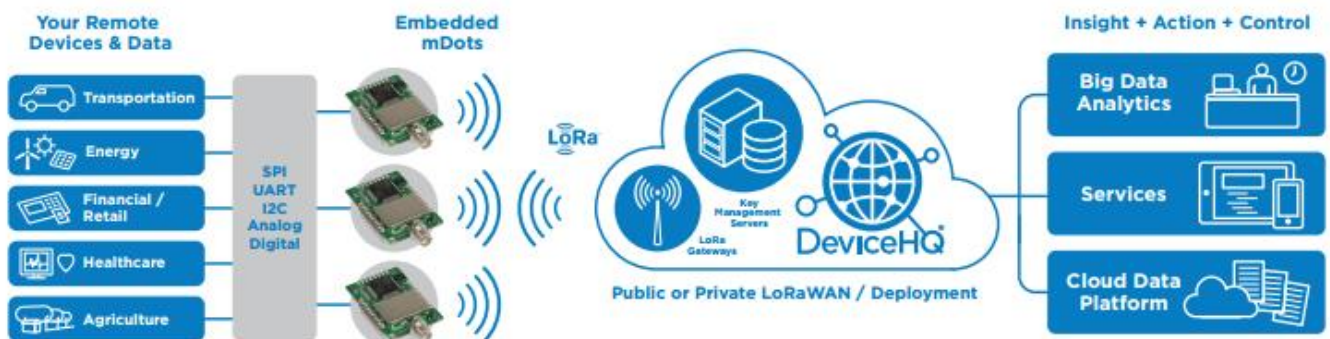 Your Remote
Devices & Data
Transportation
Energy
Financial /
Retail
Healthcare
Agriculture
SPI
UART
I2C
Analog
Digital
Embedded
mDots
LoRa
Key
Management
Servers
LoRa
Gateways
DeviceHQ®
Public or Private LoRaWAN / Deployment
Insight + Action + Control
Big Data
Analytics
Services
Cloud Data
Platform